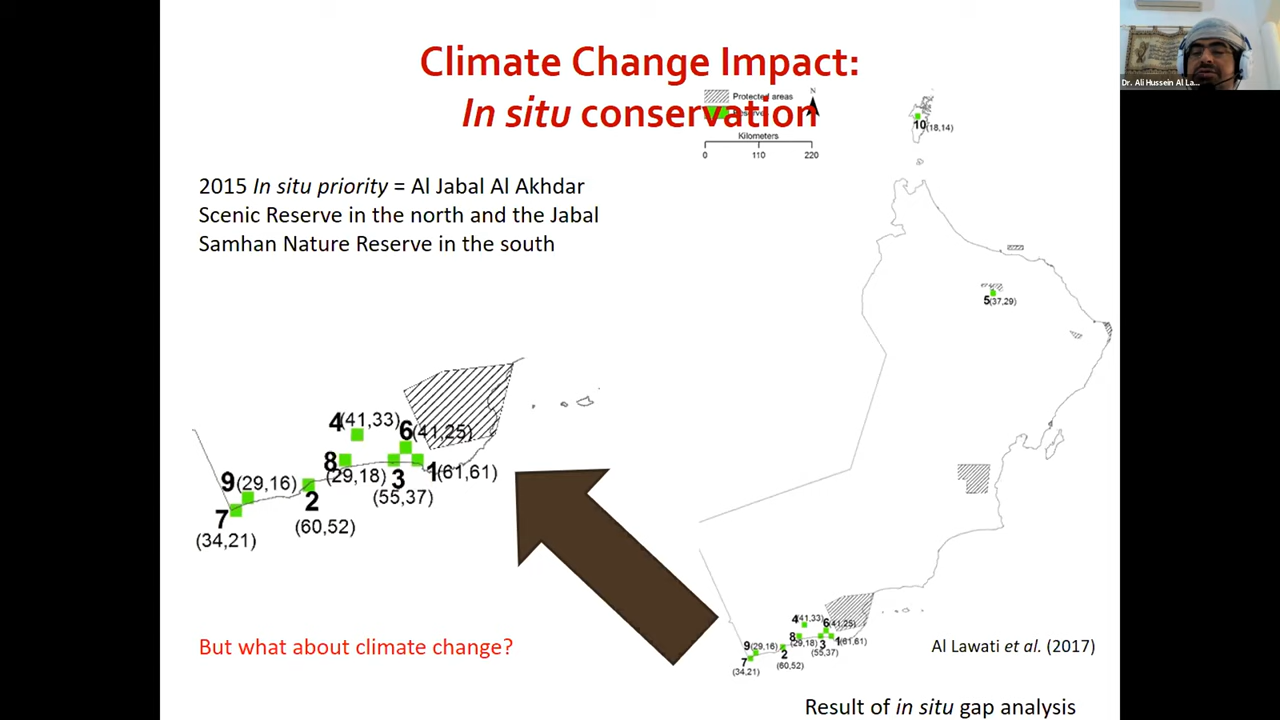 Climate Change Impact:
In situ conservation
Protected areas
N
Kilometers
0 110 220
2015 In situ priority = Al Jabal Al Akhdar
Scenic Reserve in the north and the Jabal
Samhan Nature Reserve in the south
10(18,14)
5(37,29)
4(41,33)
6(41,25)
8(29,18)
1(61,61)
3(55,37)
9(29,16)
2(60,52)
7(34,21)
4(41,33)
6(41,25)
8(29,18)
1(61,61)
3(55,37)
9(29,16)
2(60,52)
7(34,21)
But what about climate change?
Al Lawati et al. (2017)
Result of in situ gap analysis
Dr. Ali Hussein Al La...